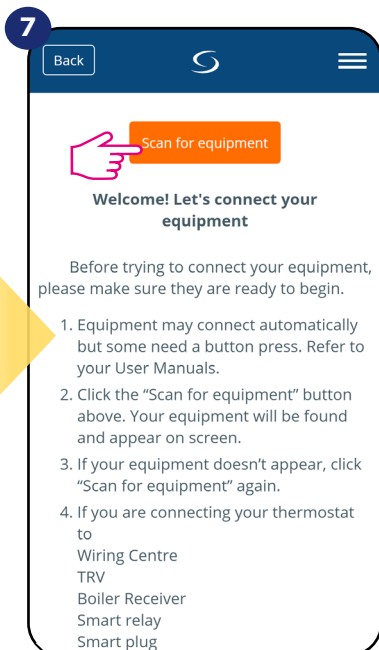 7
Back
Scan for equipment
Welcome! Let's connect your
equipment
Before trying to connect your equipment,
please make sure they are ready to begin.
1. Equipment may connect automatically
but some need a button press. Refer to
your User Manuals.
2. Click the “Scan for equipment” button
above. Your equipment will be found
and appear on screen.
3. If your equipment doesn’t appear, click
“Scan for equipment” again.
4. If you are connecting your thermostat
to
Wiring Centre
TRV
Boiler Receiver
Smart relay
Smart plug